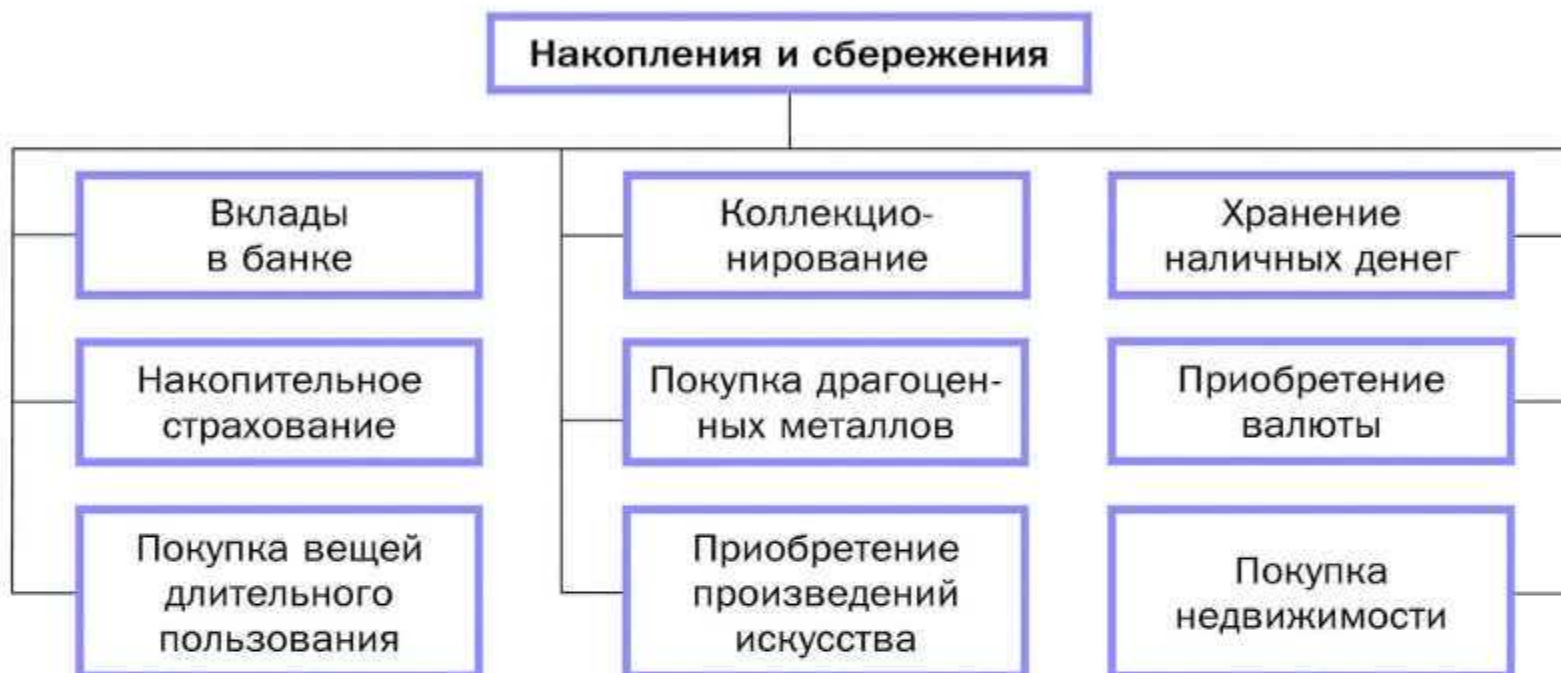 Накопления и сбережения
Вклады
в банке
Коллекцио-
нирование
Хранение
наличных денег
Накопительное
страхование
Покупка драгоцен-
ных металлов
Приобретение
валюты
Покупка вещей
длительного
пользования
Приобретение
произведений
искусства
Покупка
недвижимости